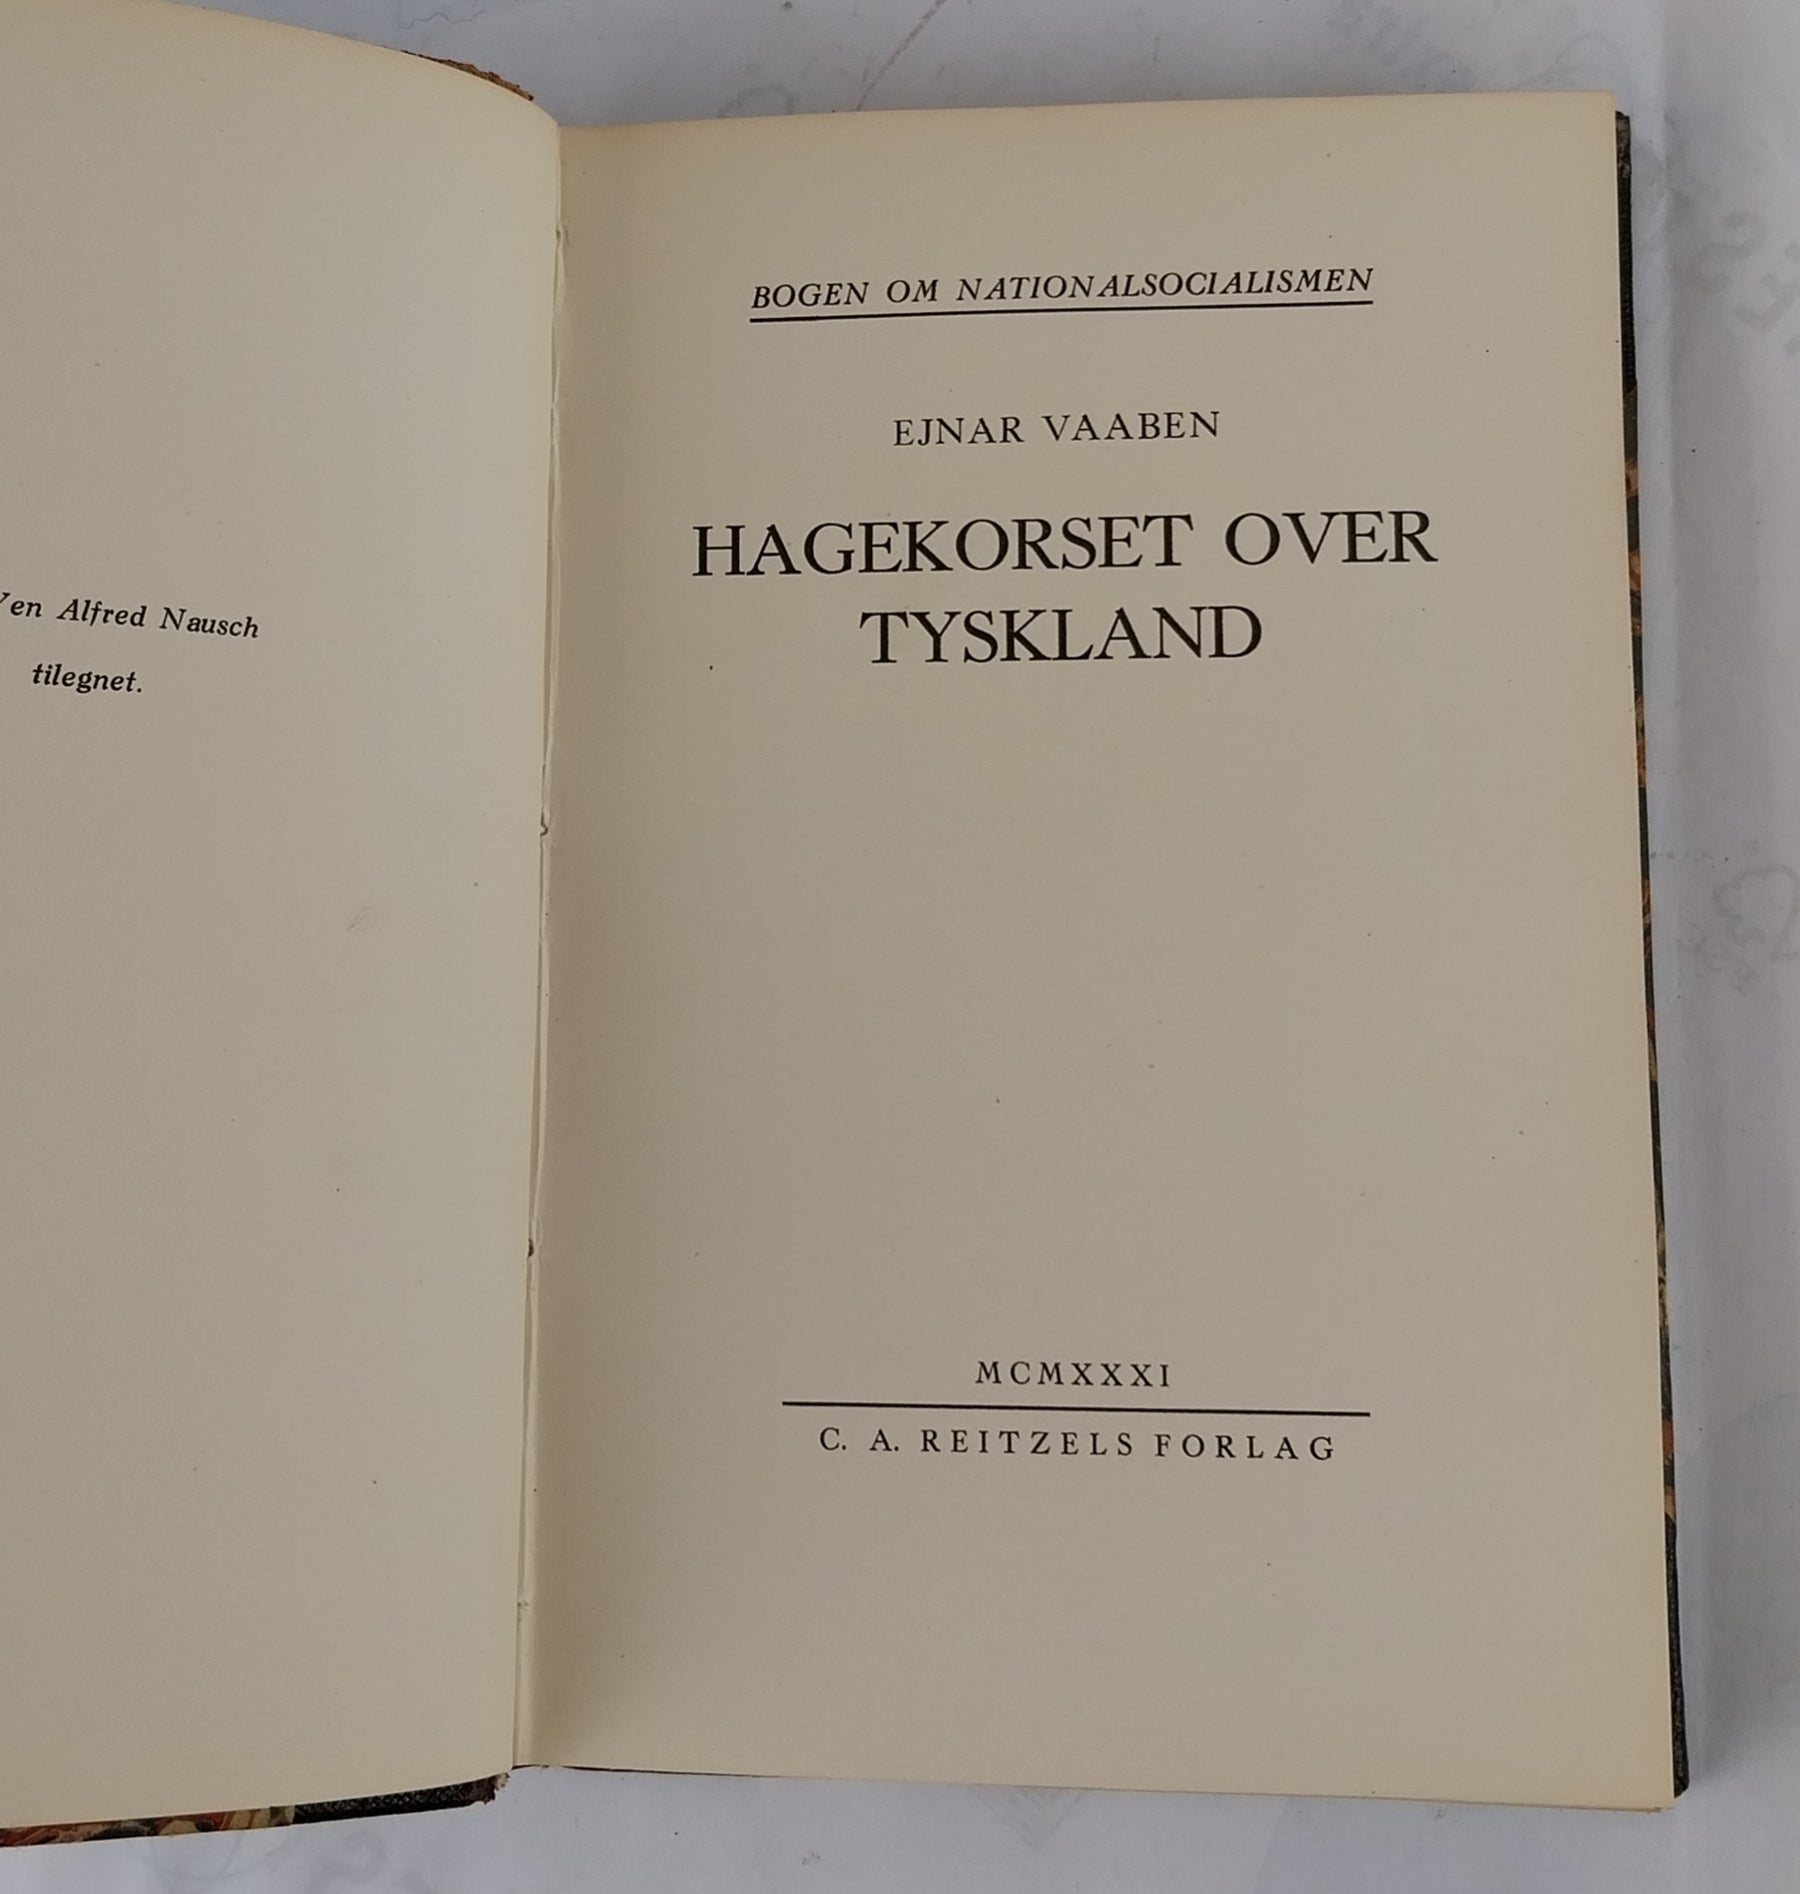 Ven Alfred Nausch
tilegnet.
BOGEN OM NATIONALSOCIALISMEN
EJNAR VAABEN
HAGEKORSET OVER
TYSKLAND
MCMXXXI
C. A. REITZELS FORLAG